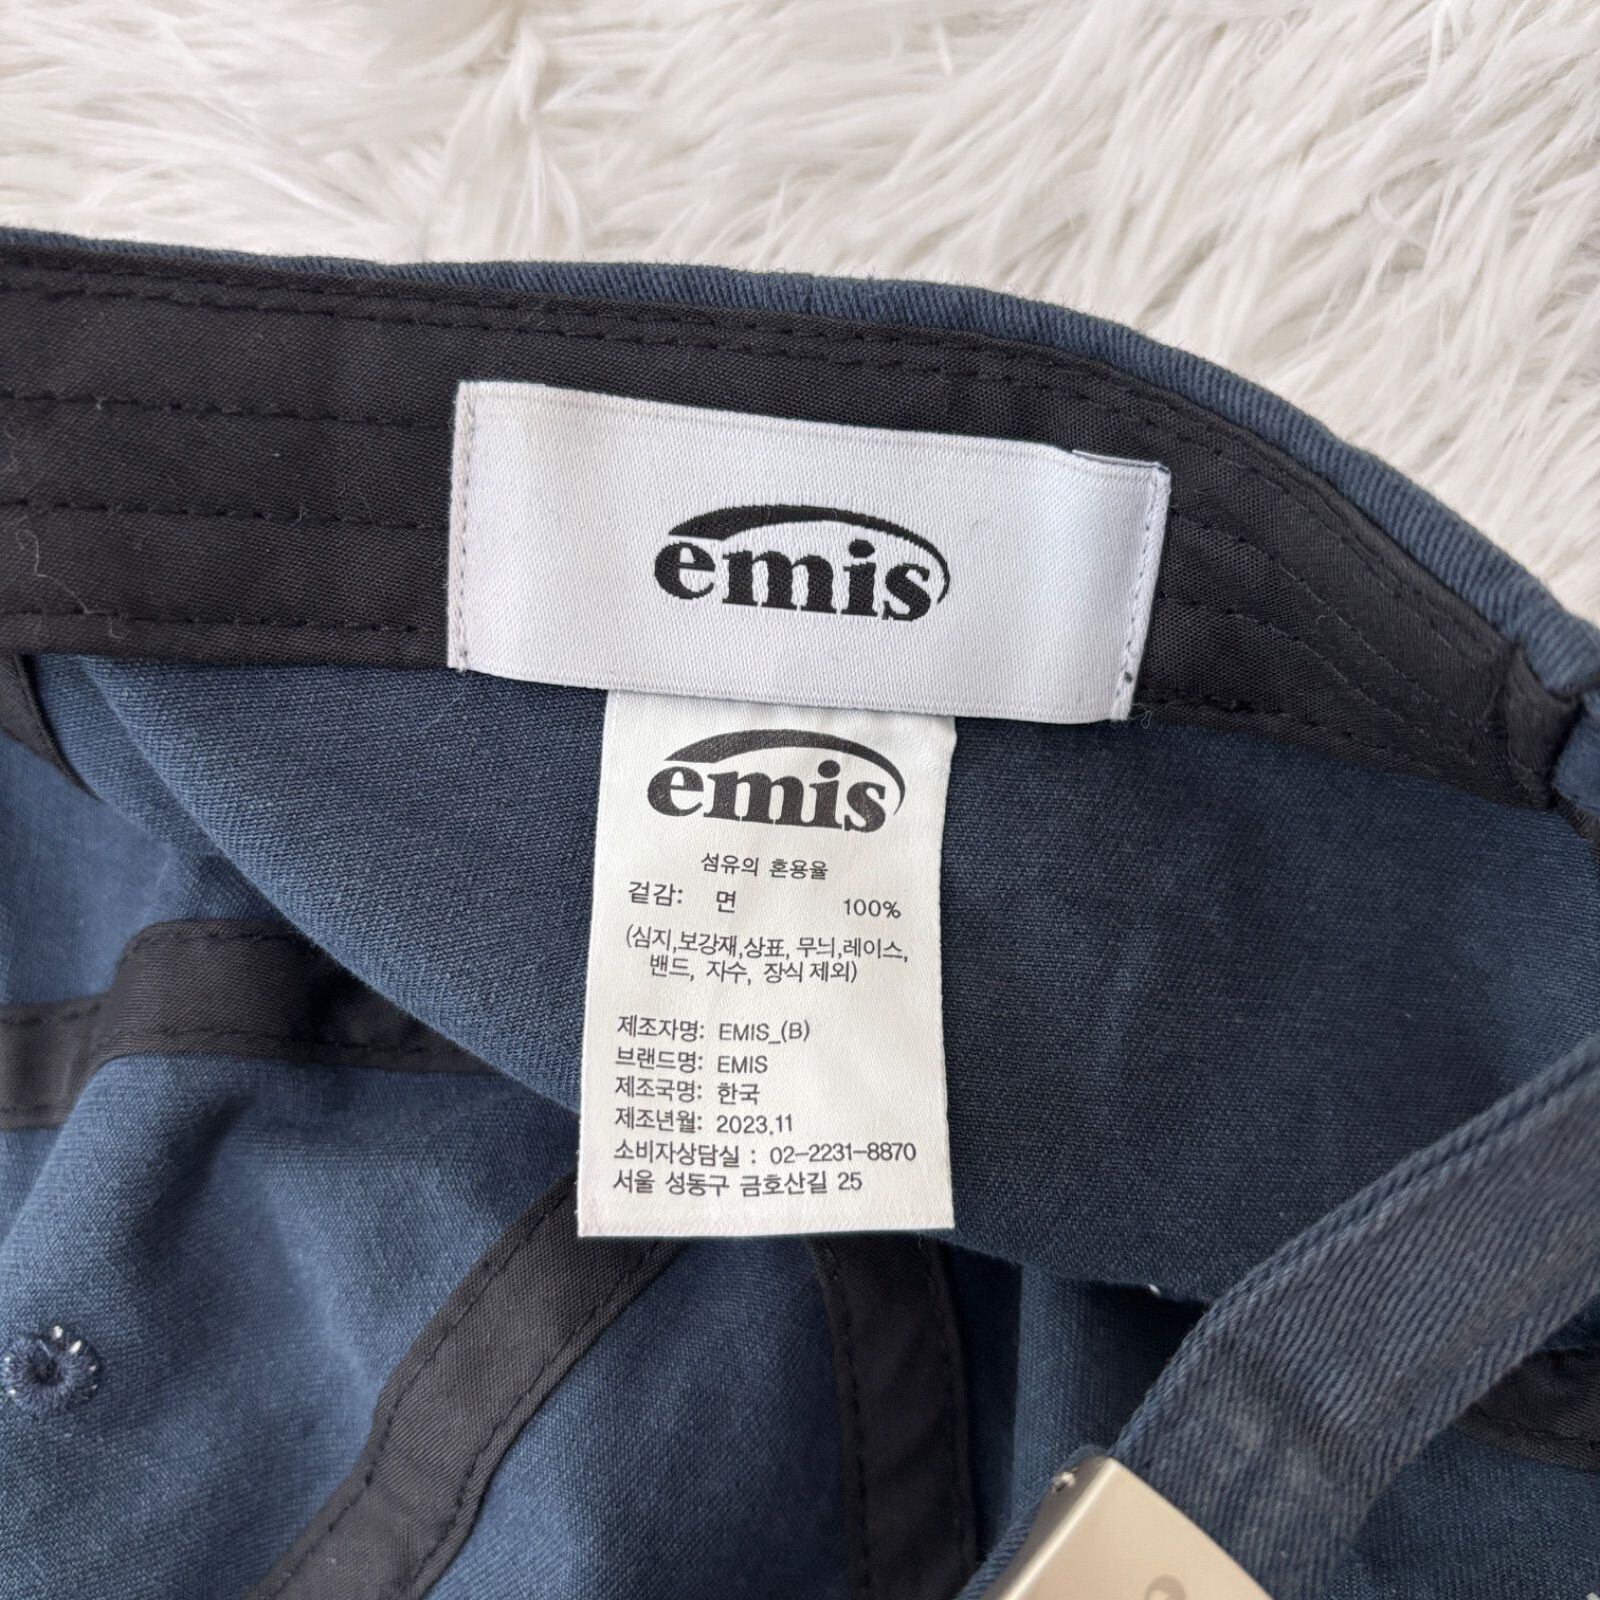 emis
emis
섬유의 혼용율
겉감: 면 100%
(심지,보강재,상표, 무늬,레이스,
밴드, 자수, 장식 제외)
제조자명: EMIS_(B)
브랜드명: EMIS
제조국명: 한국
제조년월: 2023.11
소비자상담실 : 02-2231-8870
서울 성동구 금호산길 25